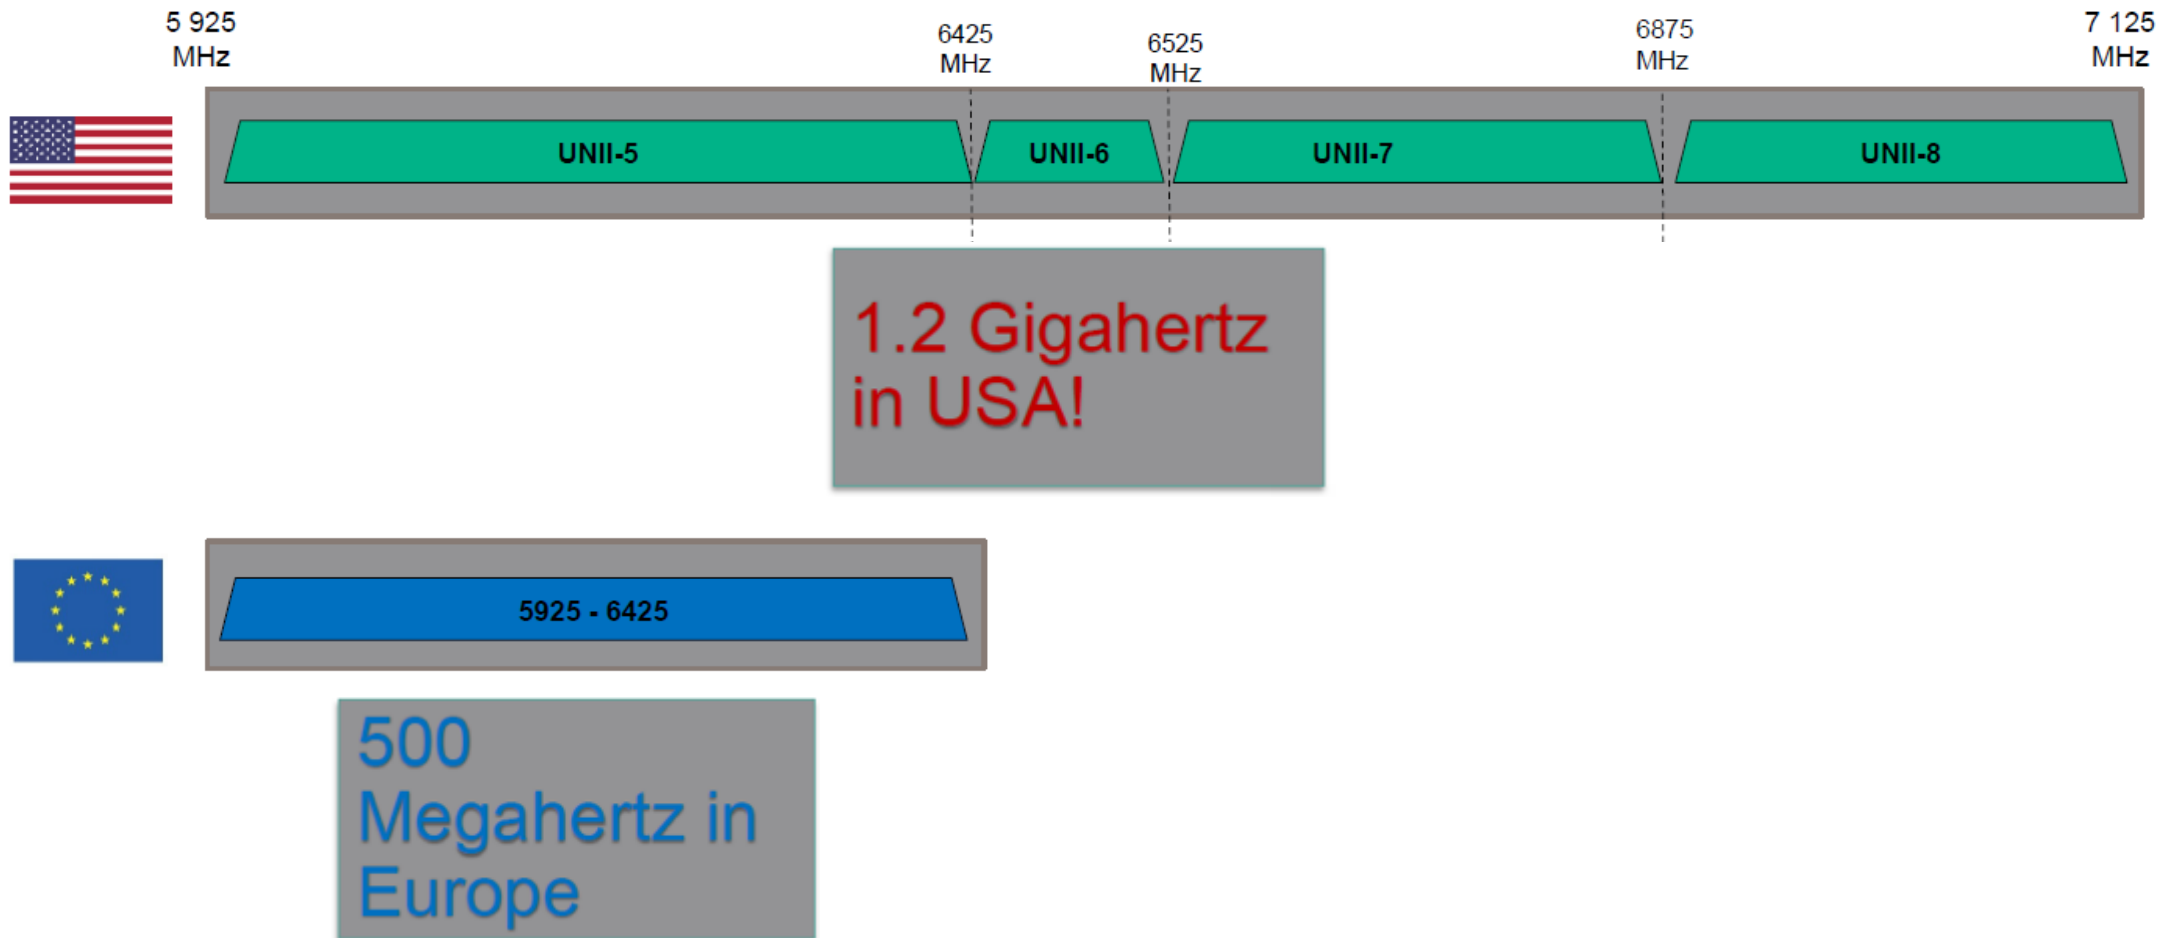 5 925
MHz
6425
MHz
6525
MHz
6875
MHz
7 125
MHz
UNII-5
UNII-6
UNII-7
UNII-8
1.2 Gigahertz
in USA!
5925 - 6425
500
Megahertz in
Europe